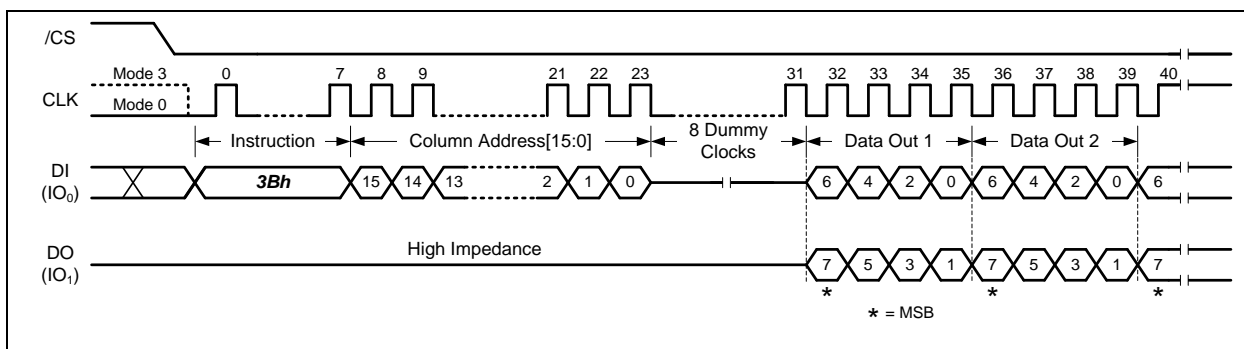 /CS
Mode 3 0 7 8 9 21 22 23 31 32 33 34 35 36 37 38 39 40
CLK Mode 0
Instruction Column Address[15:0] 8 Dummy Clocks Data Out 1 Data Out 2
DI (IO0) 3Bh 15 14 13 2 1 0 6 4 2 0 6 4 2 0 6
High Impedance
DO (IO1) 7 5 3 1 7 5 3 1 7
* * *
* = MSB